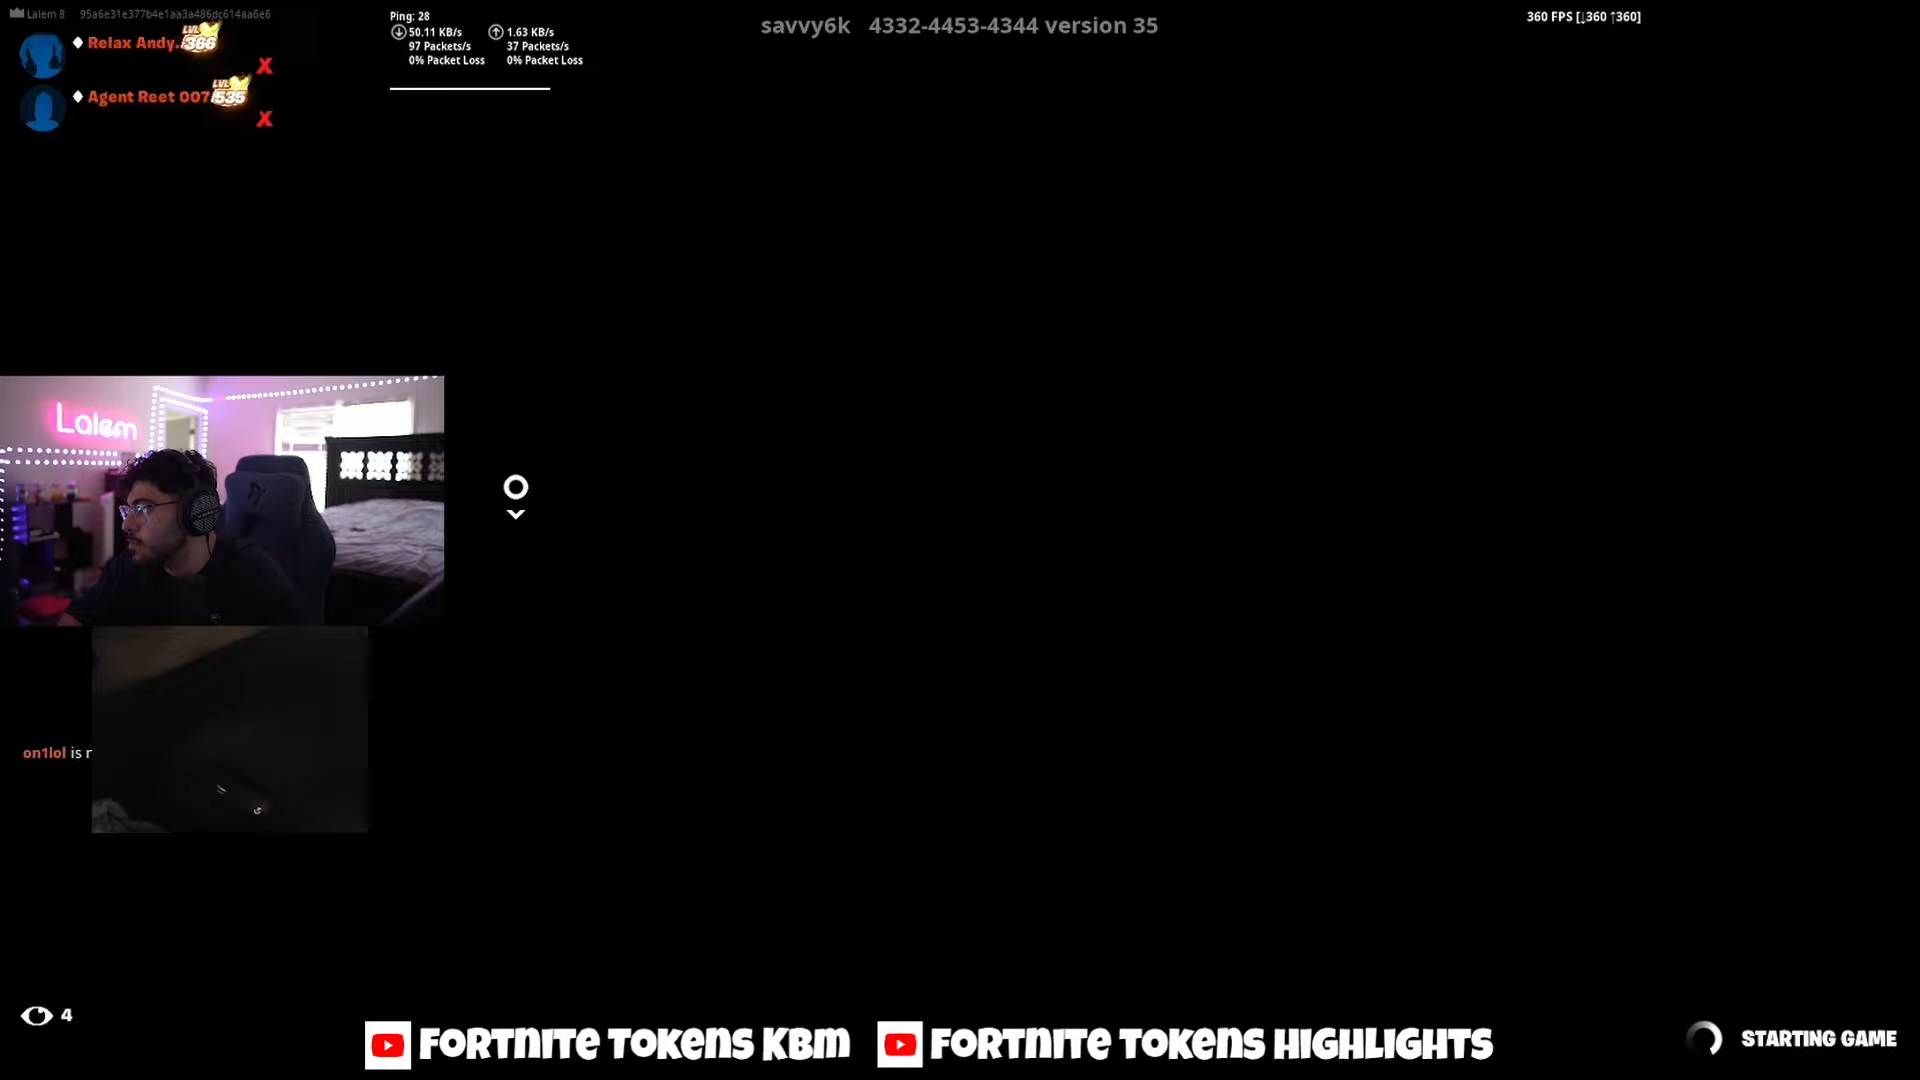 Lalem 8 95a6e31e377b4e1aa3a486dc614aa6e6
Relax Andy. LVL 366
X
Agent Reet 007 LVL 535
X
Ping: 28
50.11 KB/s 1.63 KB/s
97 Packets/s 37 Packets/s
0% Packet Loss 0% Packet Loss
savvy6k 4332-4453-4344 version 35
360 FPS [↓360 ↑360]
Lalem
on1lol is r
4
FORTNITE TOKENS KBM FORTNITE TOKENS HIGHLIGHTS
STARTING GAME